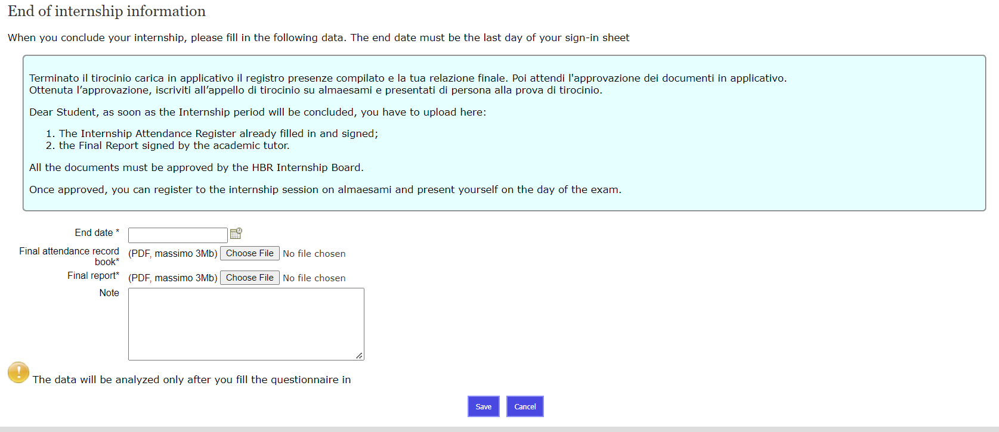 End of internship information
When you conclude your internship, please fill in the following data. The end date must be the last day of your sign-in sheet
Terminato il tirocinio carica in applicativo il registro presenze compilato e la tua relazione finale. Poi attendi l'approvazione dei documenti in applicativo.
Ottenuta l’approvazione, iscriviti all’appello di tirocinio su almaesami e presentati di persona alla prova di tirocinio.
Dear Student, as soon as the Internship period will be concluded, you have to upload here:
1. The Internship Attendance Register already filled in and signed;
2. the Final Report signed by the academic tutor.
All the documents must be approved by the HBR Internship Board.
Once approved, you can register to the internship session on almaesami and present yourself on the day of the exam.
End date *
Final attendance record
book*
(PDF, massimo 3Mb) Choose File No file chosen
Final report* (PDF, massimo 3Mb) Choose File No file chosen
Note
The data will be analyzed only after you fill the questionnaire in
Save Cancel